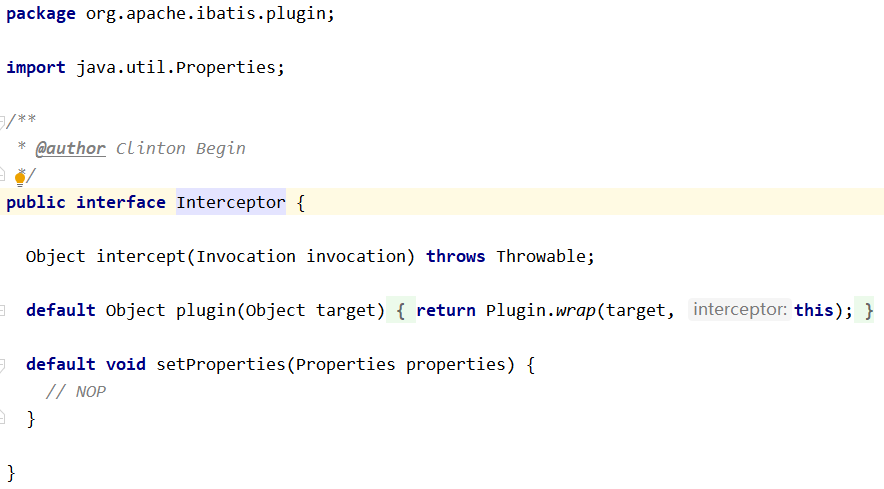 package org.apache.ibatis.plugin;
import java.util.Properties;
/**
* @author Clinton Begin
*/
public interface Interceptor {
Object intercept(Invocation invocation) throws Throwable;
default Object plugin(Object target) { return Plugin.wrap(target, interceptor: this); }
default void setProperties(Properties properties) {
// NOP
}
}